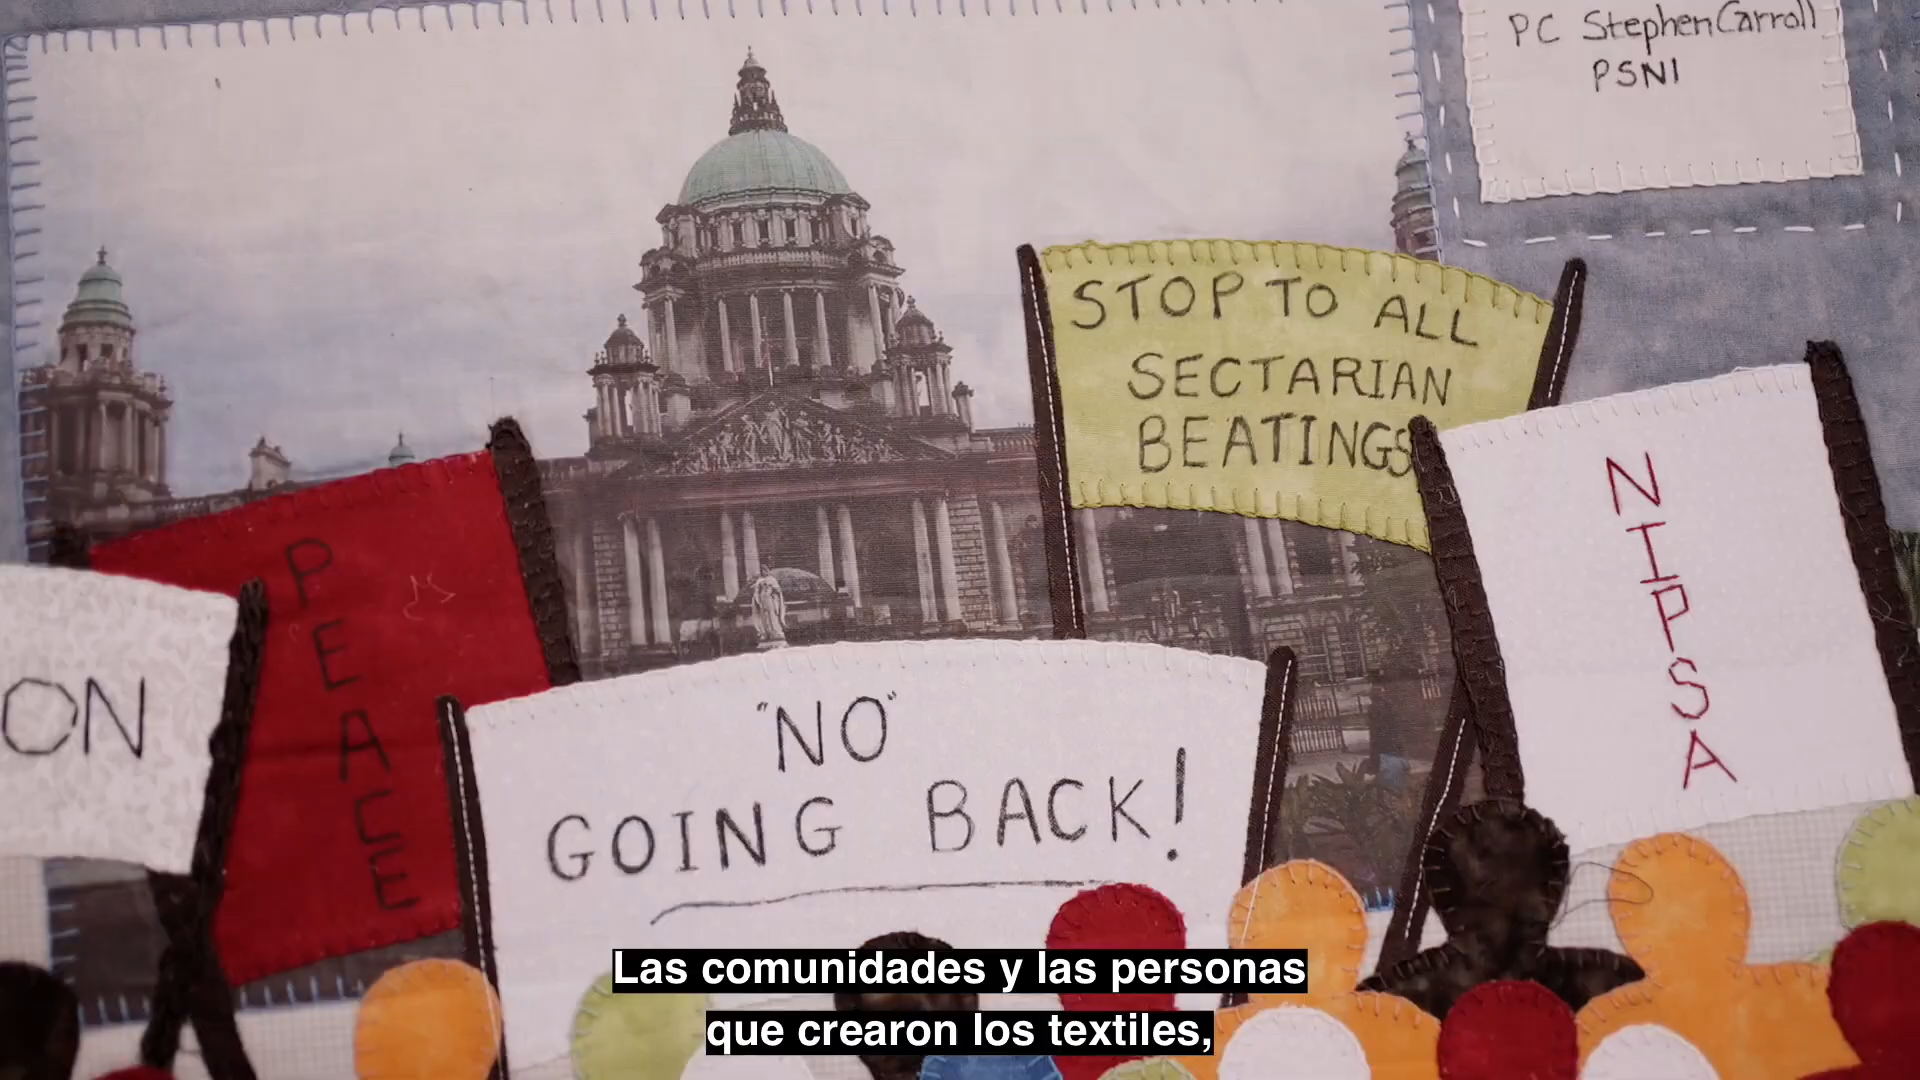 PC Stephen Carroll
PSNI
STOP TO ALL
SECTARIAN
BEATINGS
NIPSA
PEACE
ON
"NO"
GOING BACK!
Las comunidades y las personas
que crearon los textiles,